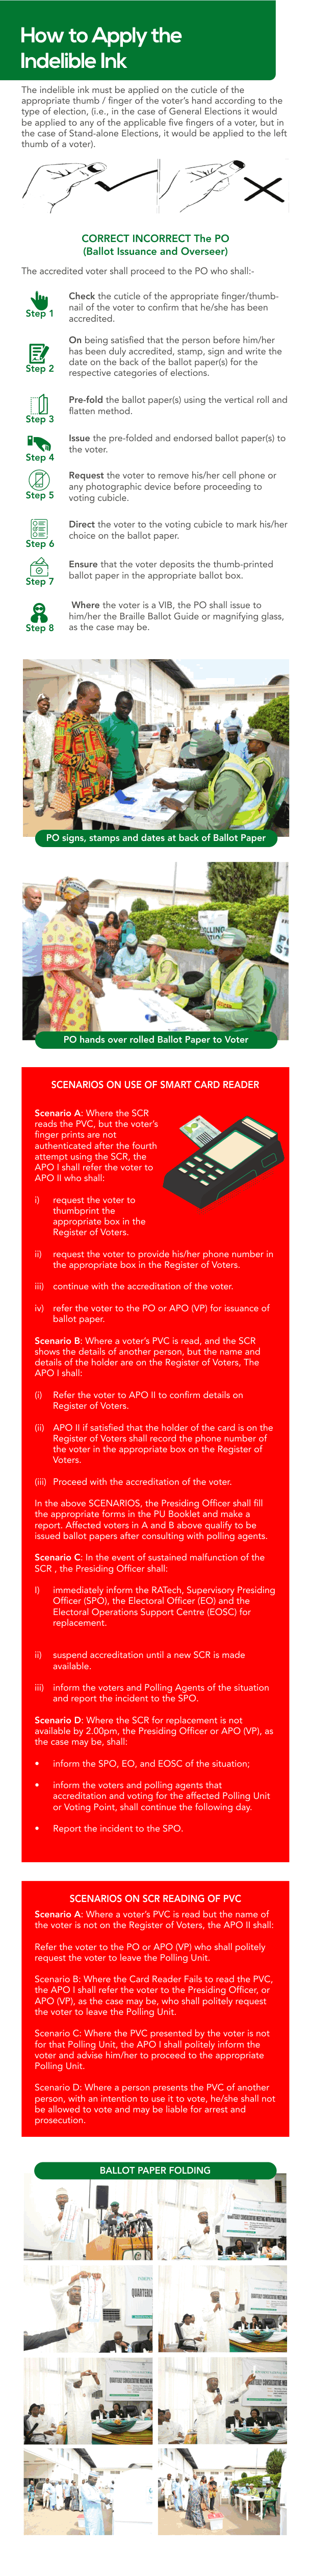 How to Apply the
Indelible Ink
The indelible ink must be applied on the cuticle of the
appropriate thumb / finger of the voter's hand according to the
type of election, (i.e., in the case of General Elections it would
be applied to any of the applicable five fingers of a voter, but in
the case of Stand-alone Elections, it would be applied to the left
thumb of a voter).
CORRECT INCORRECT The PO
(Ballot Issuance and Overseer)
The accredited voter shall proceed to the PO who shall:-
Step 1
Check the cuticle of the appropriate finger/thumb-
nail of the voter to confirm that he/she has been
accredited.
Step 2
On being satisfied that the person before him/her
has been duly accredited, stamp, sign and write the
date on the back of the ballot paper(s) for the
respective categories of elections.
Step 3
Pre-fold the ballot paper(s) using the vertical roll and
flatten method.
Step 4
Issue the pre-folded and endorsed ballot paper(s) to
the voter.
Step 5
Request the voter to remove his/her cell phone or
any photographic device before proceeding to
voting cubicle.
Step 6
Direct the voter to the voting cubicle to mark his/her
choice on the ballot paper.
Step 7
Ensure that the voter deposits the thumb-printed
ballot paper in the appropriate ballot box.
Step 8
Where the voter is a VIB, the PO shall issue to
him/her the Braille Ballot Guide or magnifying glass,
as the case may be.
PO signs, stamps and dates at back of Ballot Paper
PO hands over rolled Ballot Paper to Voter
SCENARIOS ON USE OF SMART CARD READER
Scenario A: Where the SCR
reads the PVC, but the voter's
finger prints are not
authenticated after the fourth
attempt using the SCR, the
APO I shall refer the voter to
APO II who shall:
i) request the voter to
thumbprint the
appropriate box in the
Register of Voters.
ii) request the voter to provide his/her phone number in
the appropriate box in the Register of Voters.
iii) continue with the accreditation of the voter.
iv) refer the voter to the PO or APO (VP) for issuance of
ballot paper.
Scenario B: Where a voter's PVC is read, and the SCR
shows the details of another person, but the name and
details of the holder are on the Register of Voters, The
APO I shall:
(i) Refer the voter to APO II to confirm details on
Register of Voters.
(ii) APO II if satisfied that the holder of the card is on the
Register of Voters shall record the phone number of
the voter in the appropriate box on the Register of
Voters.
(iii) Proceed with the accreditation of the voter.
In the above SCENARIOS, the Presiding Officer shall fill
the appropriate forms in the PU Booklet and make a
report. Affected voters in A and B above qualify to be
issued ballot papers after consulting with polling agents.
Scenario C: In the event of sustained malfunction of the
SCR , the Presiding Officer shall:
I) immediately inform the RATech, Supervisory Presiding
Officer (SPO), the Electoral Officer (EO) and the
Electoral Operations Support Centre (EOSC) for
replacement.
ii) suspend accreditation until a new SCR is made
available.
iii) inform the voters and Polling Agents of the situation
and report the incident to the SPO.
Scenario D: Where the SCR for replacement is not
available by 2.00pm, the Presiding Officer or APO (VP), as
the case may be, shall:
• inform the SPO, EO, and EOSC of the situation;
• inform the voters and polling agents that
accreditation and voting for the affected Polling Unit
or Voting Point, shall continue the following day.
• Report the incident to the SPO.
SCENARIOS ON SCR READING OF PVC
Scenario A: Where a voter's PVC is read but the name of
the voter is not on the Register of Voters, the APO II shall:
Refer the voter to the PO or APO (VP) who shall politely
request the voter to leave the Polling Unit.
Scenario B: Where the Card Reader Fails to read the PVC,
the APO I shall refer the voter to the Presiding Officer, or
APO (VP), as the case may be, who shall politely request
the voter to leave the Polling Unit.
Scenario C: Where the PVC presented by the voter is not
for that Polling Unit, the APO I shall politely inform the
voter and advise him/her to proceed to the appropriate
Polling Unit.
Scenario D: Where a person presents the PVC of another
person, with an intention to use it to vote, he/she shall not
be allowed to vote and may be liable for arrest and
prosecution.
BALLOT PAPER FOLDING